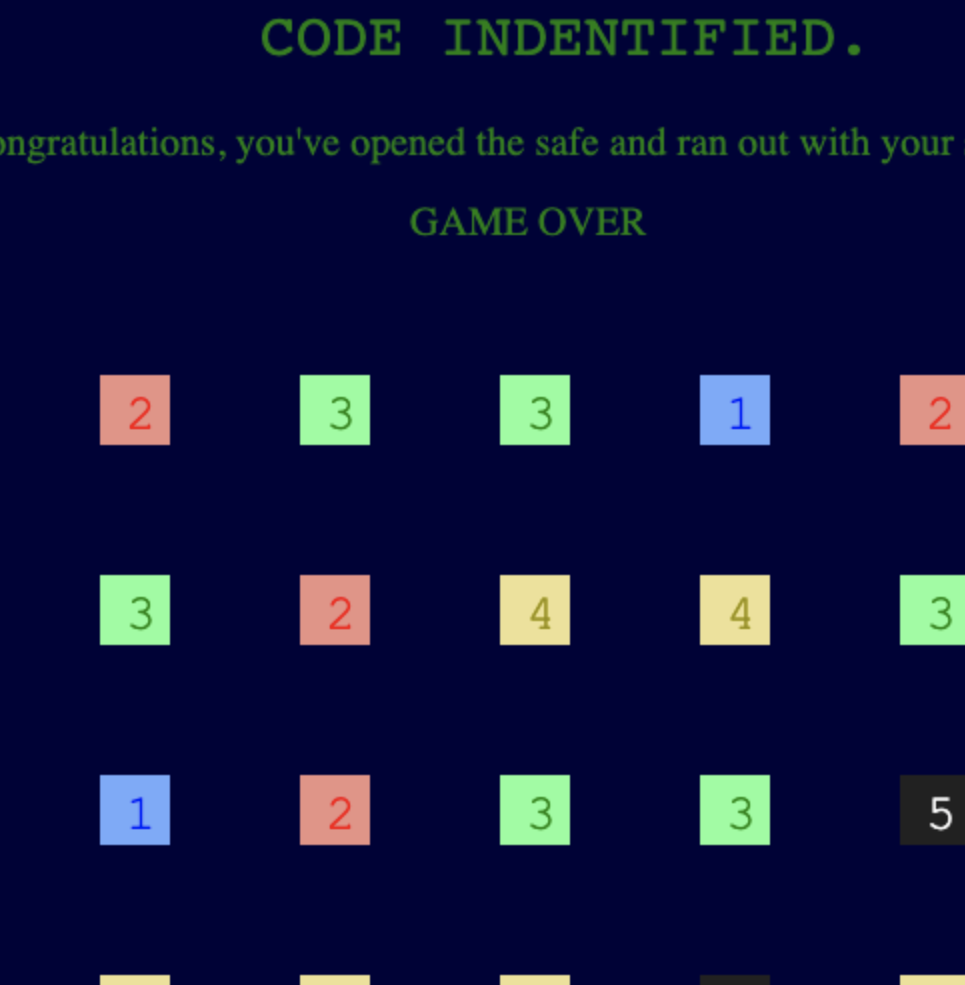 CODE INDENTIFIED.
ongratulations, you've opened the safe and ran out with your
GAME OVER
2 3 3 1 2
3 2 4 4 3
1 2 3 3 5